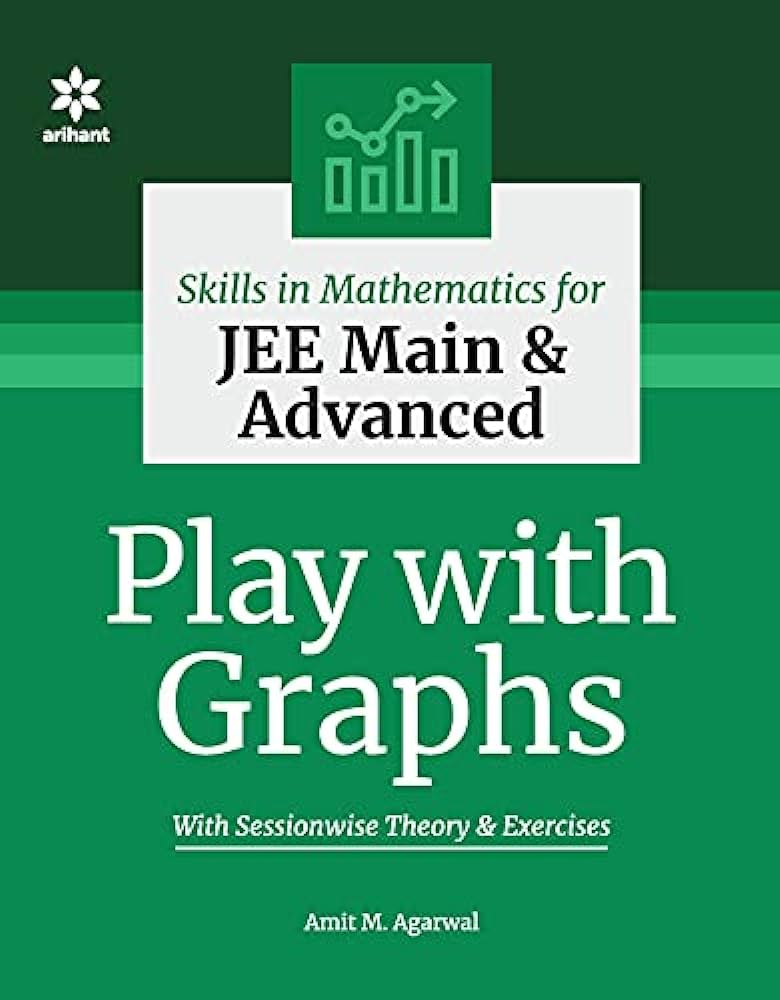 arihant
Skills in Mathematics for
JEE Main &
Advanced
Play with
Graphs
With Sessionwise Theory & Exercises
Amit M. Agarwal